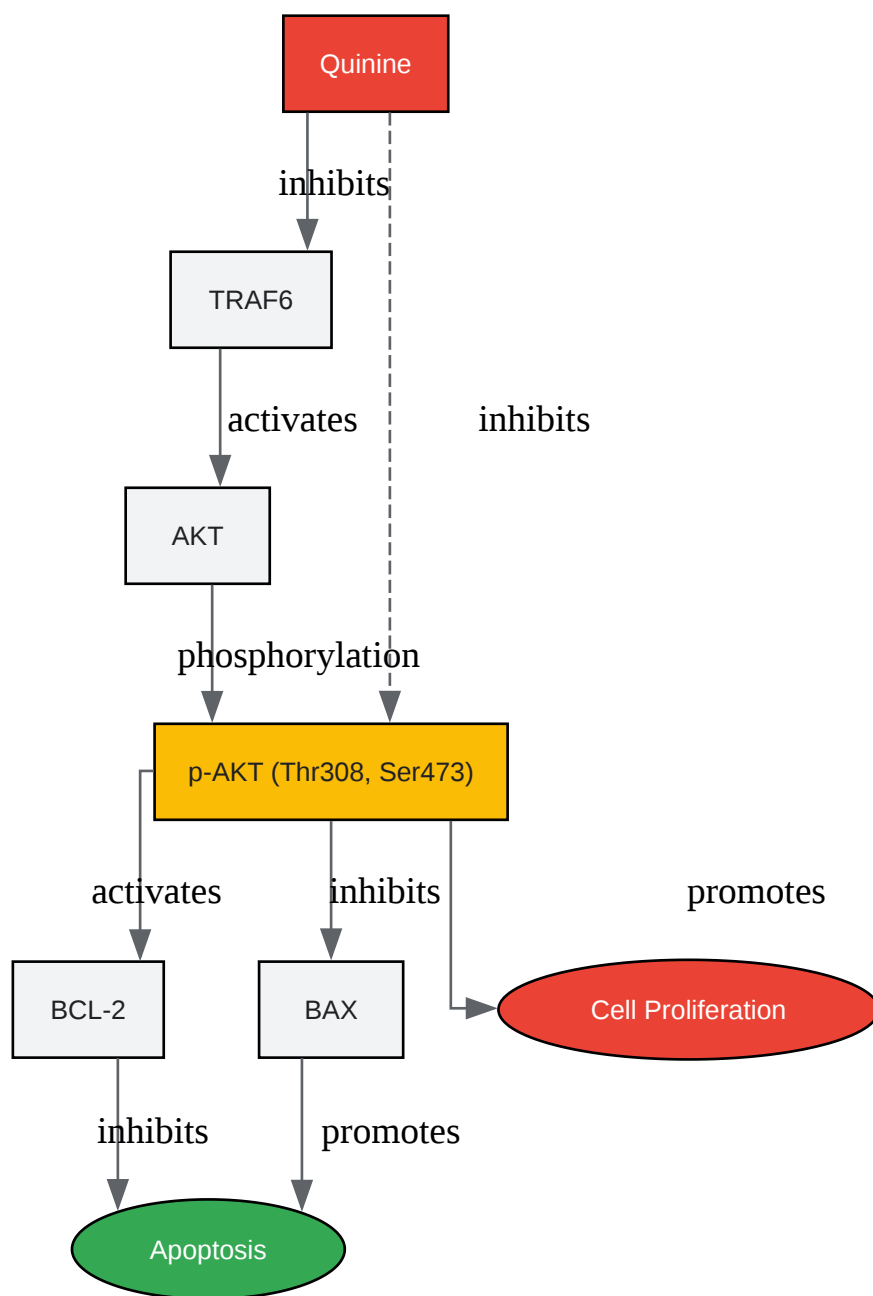 Quinine
inhibits
TRAF6
activates
inhibits
AKT
phosphorylation
p-AKT (Thr308, Ser473)
activates
inhibits
promotes
BCL-2
BAX
Cell Proliferation
inhibits
promotes
Apoptosis